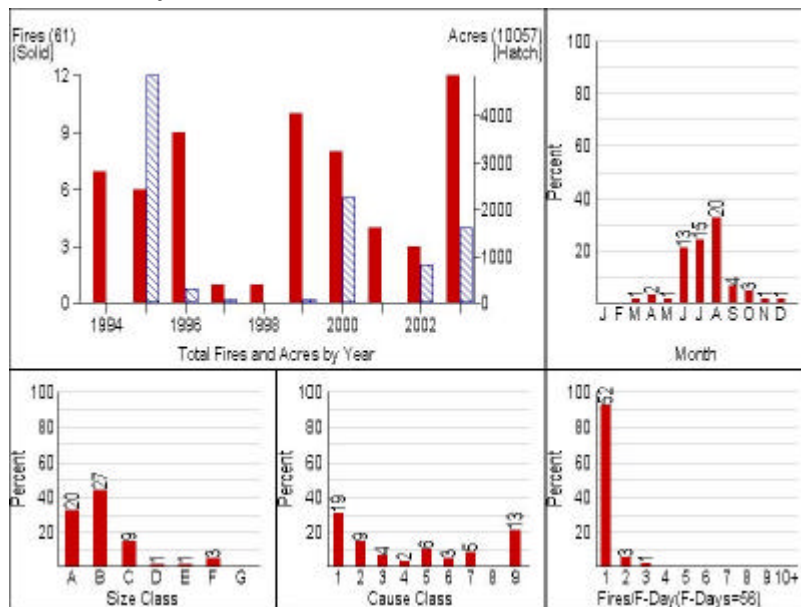 Fires (61)
[Solid]
Acres (10057)
[Hatch]
12
9
6
3
0
4000
3000
2000
1000
0
1994 1996 1998 2000 2002
Total Fires and Acres by Year
100
80
60
40
20
Percent
1 2 1 13 15 20 4 3 1 1
J F M A M J J A S O N D
Month
100
80
60
40
20
Percent
20 27 9 1 1 3
A B C D E F G
Size Class
100
80
60
40
20
Percent
19 9 4 2 6 3 5 13
1 2 3 4 5 6 7 8 9
Cause Class
100
80
60
40
20
Percent
52 3 1
1 2 3 4 5 6 7 8 9 10+
Fires/F-Day(F-Days=56)